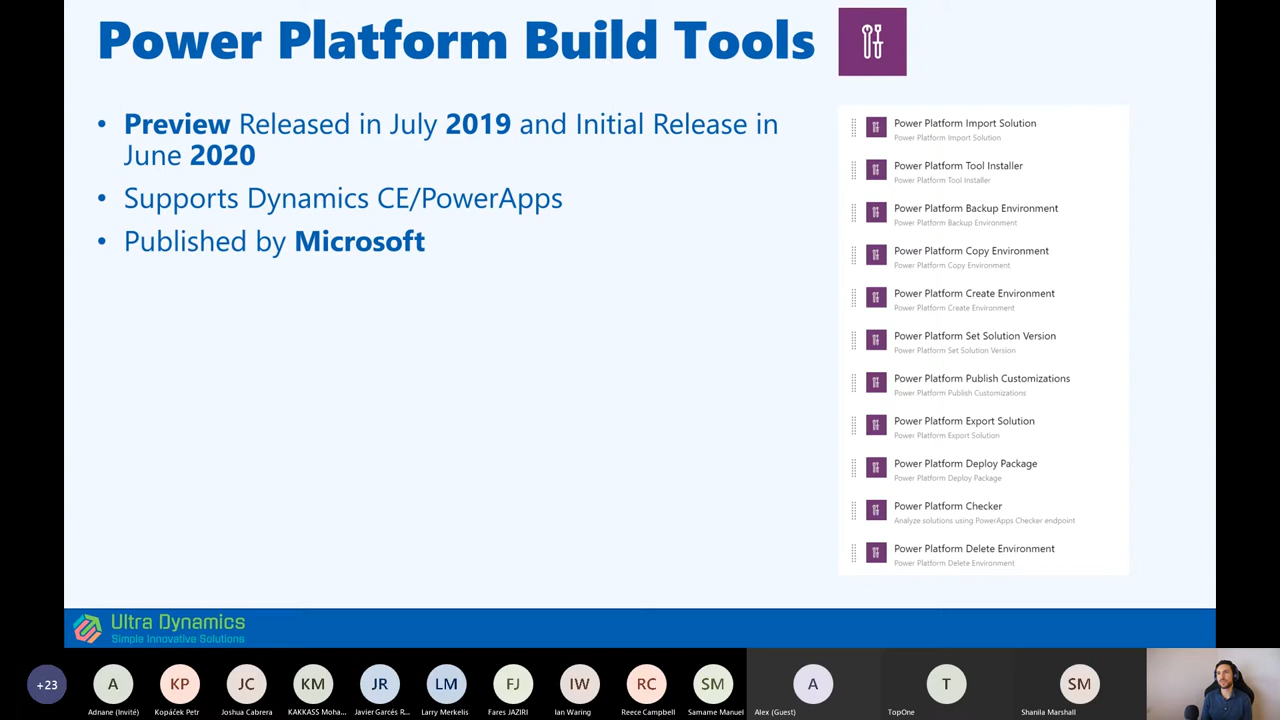 Power Platform Build Tools
• Preview Released in July 2019 and Initial Release in
June 2020
• Supports Dynamics CE/PowerApps
• Published by Microsoft
Power Platform Import Solution
Power Platform Import Solution
Power Platform Tool Installer
Power Platform Tool Installer
Power Platform Backup Environment
Power Platform Backup Environment
Power Platform Copy Environment
Power Platform Copy Environment
Power Platform Create Environment
Power Platform Create Environment
Power Platform Set Solution Version
Power Platform Set Solution Version
Power Platform Publish Customizations
Power Platform Publish Customizations
Power Platform Export Solution
Power Platform Export Solution
Power Platform Deploy Package
Power Platform Deploy Package
Power Platform Checker
Analyze solutions using PowerApps Checker endpoint
Power Platform Delete Environment
Power Platform Delete Environment
Ultra Dynamics
Simple Innovative Solutions
+23 A KP JC KM JR LM FJ IW RC SM A T SM
Adnane (Invité) Kopáček Petr Joshua Cabrera KAKKASS Moha... Javier Garcés R... Larry Merkelis Fares JAZIRI Ian Waring Reece Campbell Samame Manuel Alex (Guest) TopOne Shanila Marshall